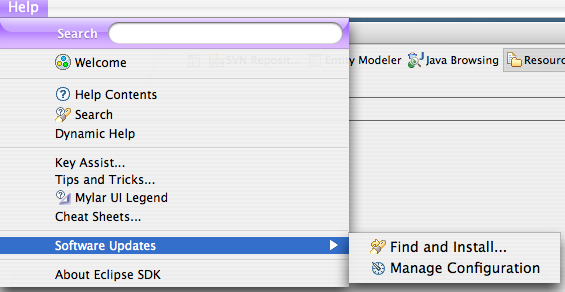 Help
Search
Welcome
SVN Reposit... Entity Modeler Java Browsing Resourc
Help Contents
Search
Dynamic Help
Key Assist...
Tips and Tricks...
Mylar UI Legend
Cheat Sheets...
Software Updates
Find and Install...
Manage Configuration
About Eclipse SDK